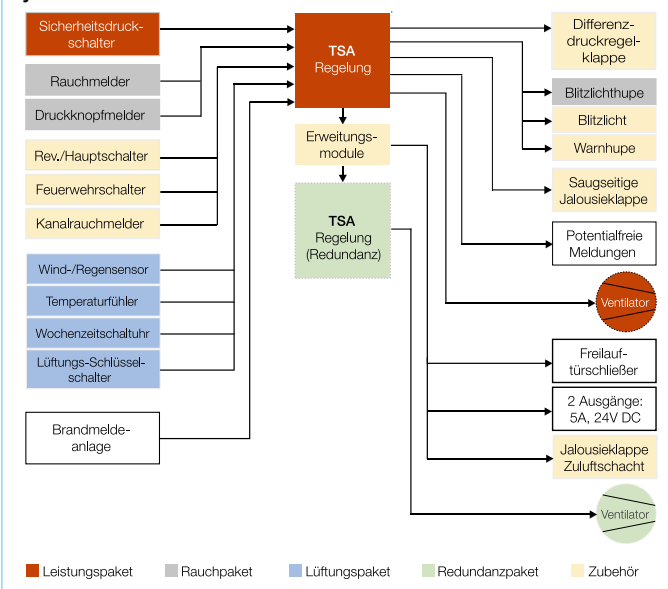 Sicherheitsdruck-
schalter
Rauchmelder
Druckknopfmelder
Rev./Hauptschalter
Feuerwehrschalter
Kanalrauchmelder
Wind-/Regensensor
Temperaturfühler
Wochenzeitschaltuhr
Lüftungs-Schlüssel-
schalter
Brandmelde-
anlage
TSA
Regelung
Erweitungs-
module
TSA
Regelung
(Redundanz)
Differenz-
druckregel-
klappe
Blitzlichthupe
Blitzlicht
Warnhupe
Saugseitige
Jalousieklappe
Potentialfreie
Meldungen
Ventilator
Freilauf-
türschließer
2 Ausgänge:
5A, 24V DC
Jalousieklappe
Zuluftschacht
Ventilator
Leistungspaket
Rauchpaket
Lüftungspaket
Redundanzpaket
Zubehör